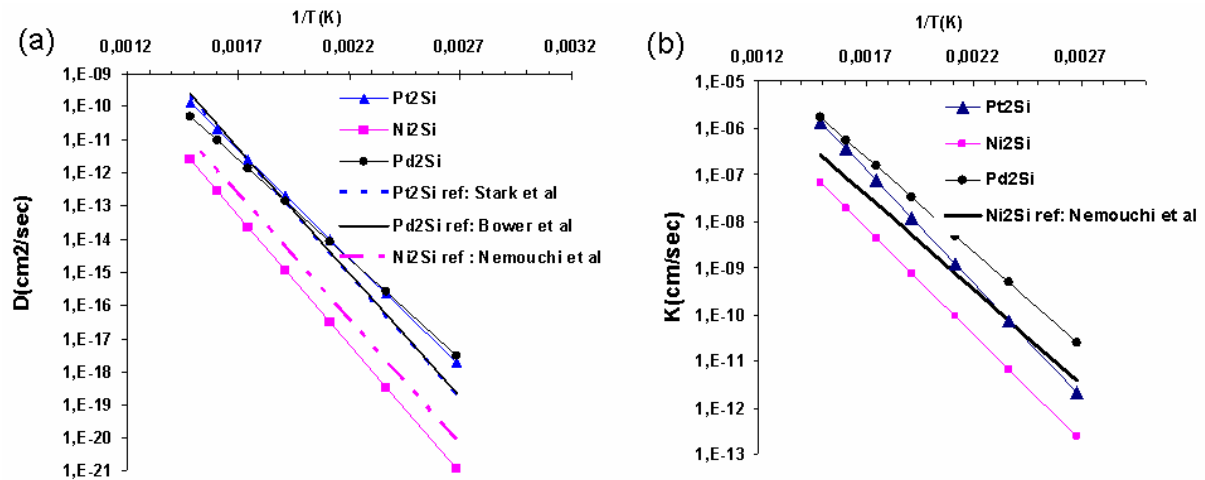 (a)
1/T(K)
0,0012 0,0017 0,0022 0,0027 0,0032
1,E-09
1,E-10
1,E-11
1,E-12
1,E-13
1,E-14
1,E-15
1,E-16
1,E-17
1,E-18
1,E-19
1,E-20
1,E-21
D(cm2/sec)
Pt2Si
Ni2Si
Pd2Si
Pt2Si ref: Stark et al
Pd2Si ref: Bower et al
Ni2Si ref : Nemouchi et al
(b)
1/T(K)
0,0012 0,0017 0,0022 0,0027
1,E-05
1,E-06
1,E-07
1,E-08
1,E-09
1,E-10
1,E-11
1,E-12
1,E-13
K(cm/sec)
Pt2Si
Ni2Si
Pd2Si
Ni2Si ref: Nemouchi et al